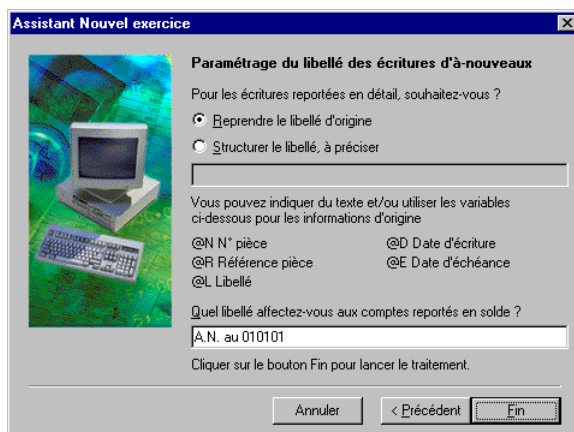 Assistant Nouvel exercice
Paramétrage du libellé des écritures d'à-nouveaux
Pour les écritures reportées en détail, souhaitez-vous ?
Reprendre le libellé d'origine
Structurer le libellé, à préciser
Vous pouvez indiquer du texte et/ou utiliser les variables
ci-dessous pour les informations d'origine
@N N° pièce @D Date d'écriture
@R Référence pièce @E Date d'échéance
@L Libellé
Quel libellé affectez-vous aux comptes reportés en solde ?
A.N. au 010101
Cliquer sur le bouton Fin pour lancer le traitement.
Annuler < Précédent Fin